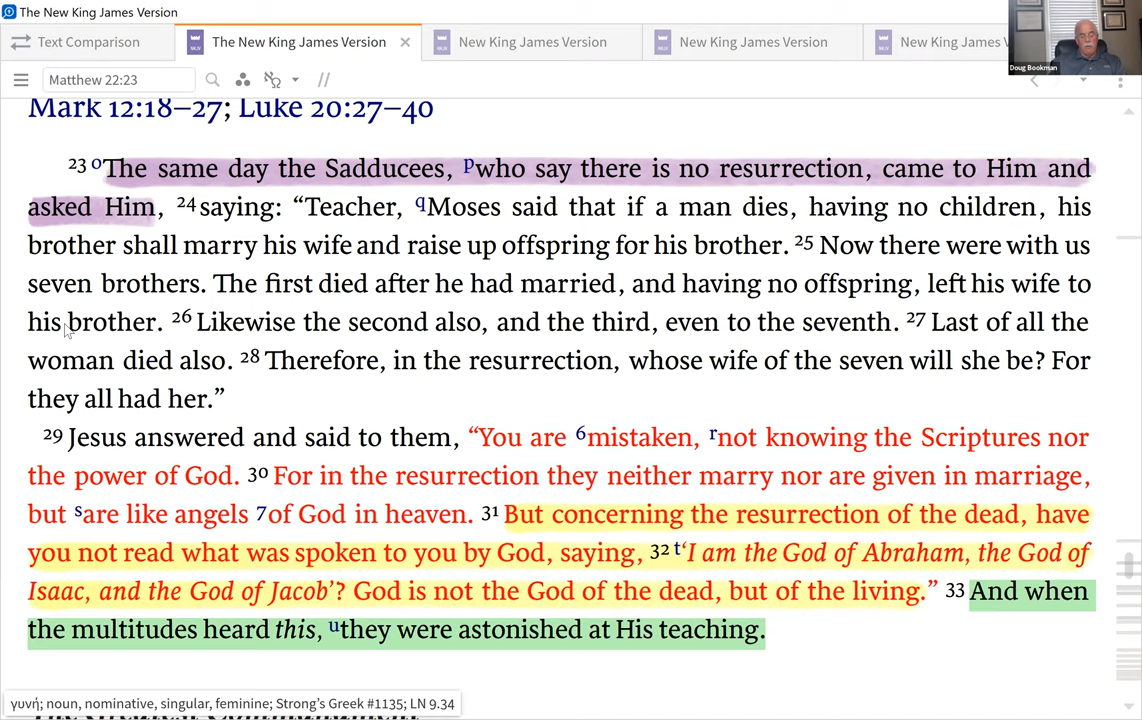 The New King James Version
Text Comparison The New King James Version × New King James Version New King James Version New King James V
Doug Bookman
Matthew 22:23
Mark 12:18–27; Luke 20:27–40
23 o The same day the Sadducees, p who say there is no resurrection, came to Him and
asked Him, 24 saying: “Teacher, q Moses said that if a man dies, having no children, his
brother shall marry his wife and raise up offspring for his brother. 25 Now there were with us
seven brothers. The first died after he had married, and having no offspring, left his wife to
his brother. 26 Likewise the second also, and the third, even to the seventh. 27 Last of all the
woman died also. 28 Therefore, in the resurrection, whose wife of the seven will she be? For
they all had her.”
29 Jesus answered and said to them, “You are 6 mistaken, r not knowing the Scriptures nor
the power of God. 30 For in the resurrection they neither marry nor are given in marriage,
but s are like angels 7 of God in heaven. 31 But concerning the resurrection of the dead, have
you not read what was spoken to you by God, saying, 32 t ‘I am the God of Abraham, the God of
Isaac, and the God of Jacob’? God is not the God of the dead, but of the living.” 33 And when
the multitudes heard this, u they were astonished at His teaching.
γυνή; noun, nominative, singular, feminine; Strong’s Greek #1135; LN 9.34